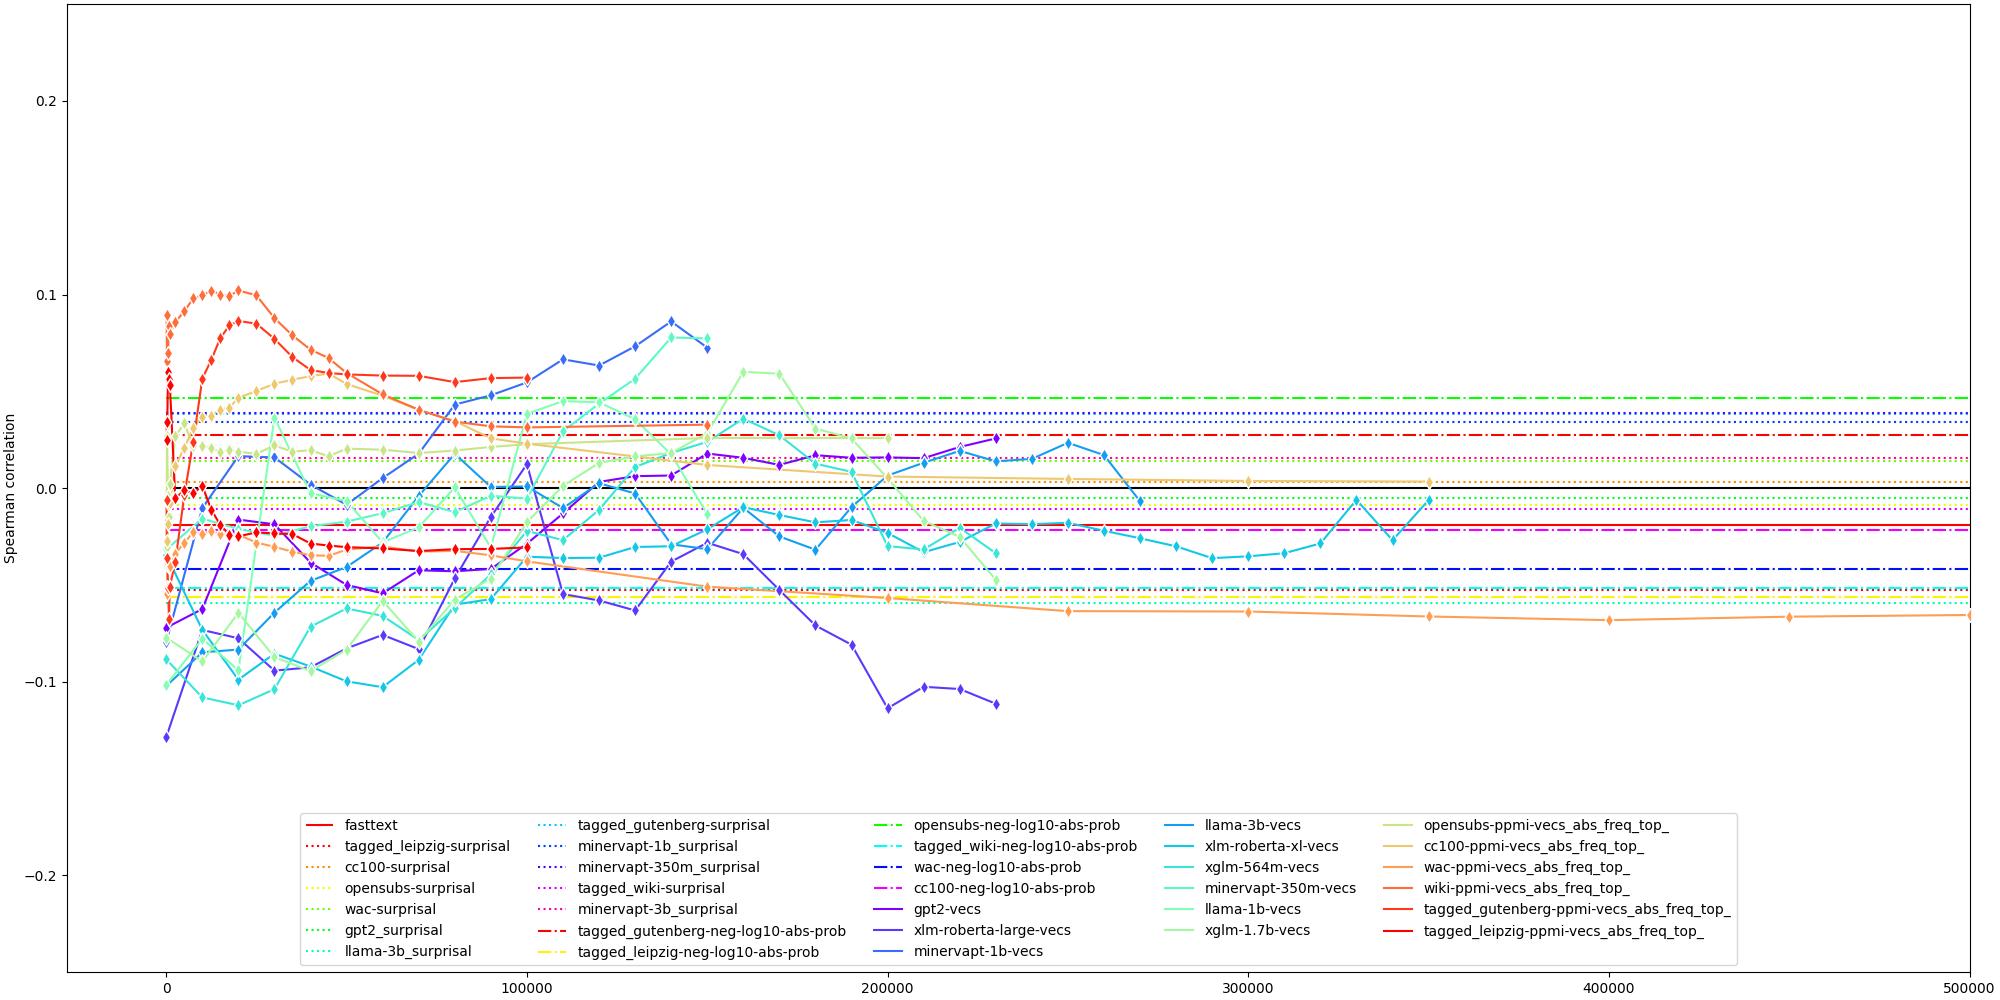 Spearman correlation
0.2
0.1
0.0
−0.1
−0.2
0
100000
200000
300000
400000
500000
fasttext
tagged_leipzig-surprisal
cc100-surprisal
opensubs-surprisal
wac-surprisal
gpt2_surprisal
llama-3b_surprisal
tagged_gutenberg-surprisal
minervapt-1b_surprisal
minervapt-350m_surprisal
tagged_wiki-surprisal
minervapt-3b_surprisal
tagged_gutenberg-neg-log10-abs-prob
tagged_leipzig-neg-log10-abs-prob
opensubs-neg-log10-abs-prob
tagged_wiki-neg-log10-abs-prob
wac-neg-log10-abs-prob
cc100-neg-log10-abs-prob
gpt2-vecs
xlm-roberta-large-vecs
minervapt-1b-vecs
llama-3b-vecs
xlm-roberta-xl-vecs
xglm-564m-vecs
minervapt-350m-vecs
llama-1b-vecs
xglm-1.7b-vecs
opensubs-ppmi-vecs_abs_freq_top_
cc100-ppmi-vecs_abs_freq_top_
wac-ppmi-vecs_abs_freq_top_
wiki-ppmi-vecs_abs_freq_top_
tagged_gutenberg-ppmi-vecs_abs_freq_top_
tagged_leipzig-ppmi-vecs_abs_freq_top_